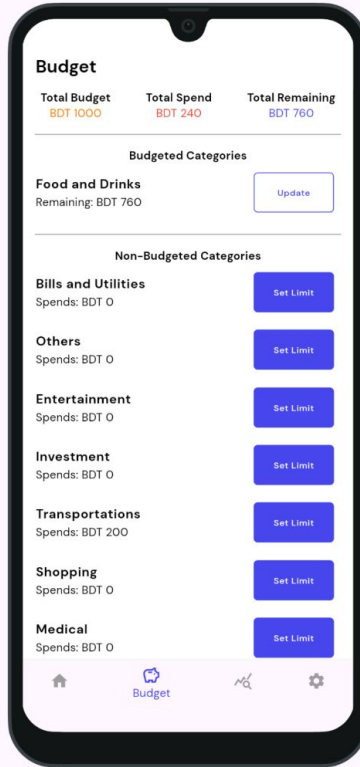 Budget
Total Budget Total Spend Total Remaining
BDT 1000 BDT 240 BDT 760
Budgeted Categories
Food and Drinks
Remaining: BDT 760
Update
Non-Budgeted Categories
Bills and Utilities
Spends: BDT 0
Set Limit
Others
Spends: BDT 0
Set Limit
Entertainment
Spends: BDT 0
Set Limit
Investment
Spends: BDT 0
Set Limit
Transportations
Spends: BDT 200
Set Limit
Shopping
Spends: BDT 0
Set Limit
Medical
Spends: BDT 0
Set Limit
Budget